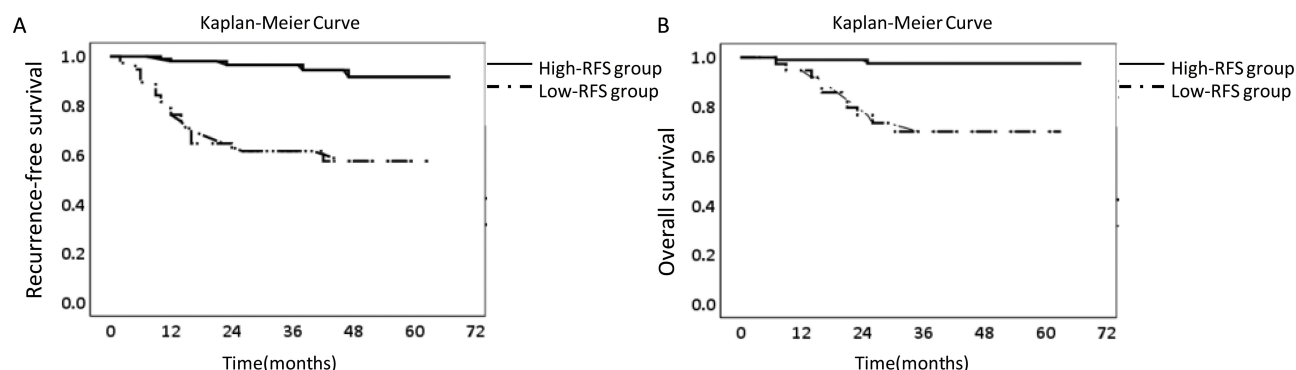 A
Kaplan-Meier Curve
Recurrence-free survival
1.0
0.8
0.6
0.4
0.2
0.0
0 12 24 36 48 60 72
Time(months)
High-RFS group
Low-RFS group
B
Kaplan-Meier Curve
Overall survival
1.0
0.8
0.6
0.4
0.2
0.0
0 12 24 36 48 60 72
Time(months)
High-RFS group
Low-RFS group